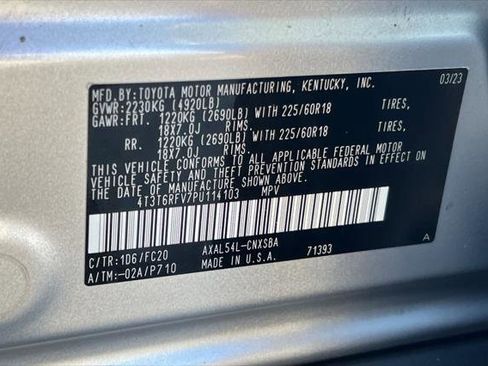 MFD. BY: TOYOTA MOTOR MANUFACTURING, KENTUCKY, INC. 03/23
GVWR: 2230KG (4920LB)
GAWR: FRT. 1220KG (2690LB) WITH 225/60R18 TIRES,
18X7.0J RIMS.
RR. 1220KG (2690LB) WITH 225/60R18 TIRES,
18X7.0J RIMS.
THIS VEHICLE CONFORMS TO ALL APPLICABLE FEDERAL MOTOR
VEHICLE SAFETY AND THEFT PREVENTION STANDARDS IN EFFECT
ON THE DATE OF MANUFACTURE SHOWN ABOVE.
4T3T6RFV7PU114103 MPV
C/TR: 1D6/FC20 AXAL54L-CNXSBA 71393 A
A/TM: -02A/P710 MADE IN U.S.A.